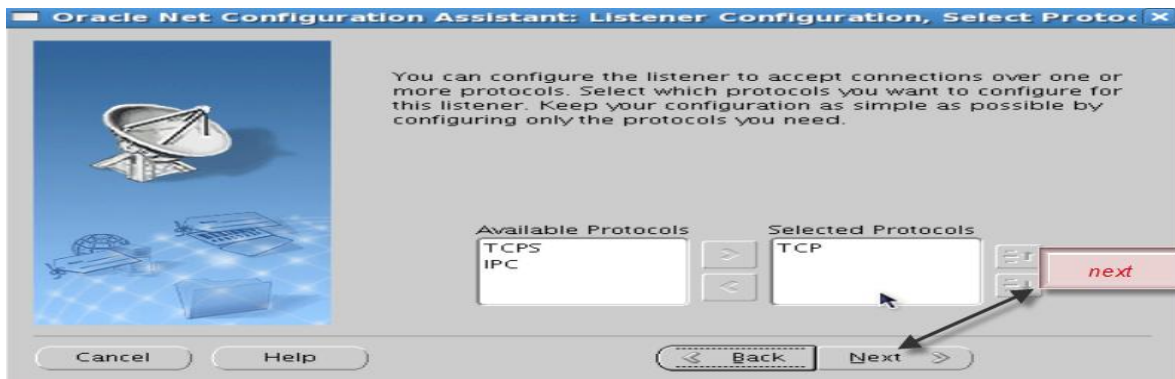 Oracle Net Configuration Assistant: Listener Configuration, Select Protoc
You can configure the listener to accept connections over one or
more protocols. Select which protocols you want to configure for
this listener. Keep your configuration as simple as possible by
configuring only the protocols you need.
Available Protocols
Selected Protocols
TCPS
IPC
TCP
next
Cancel
Help
Back
Next